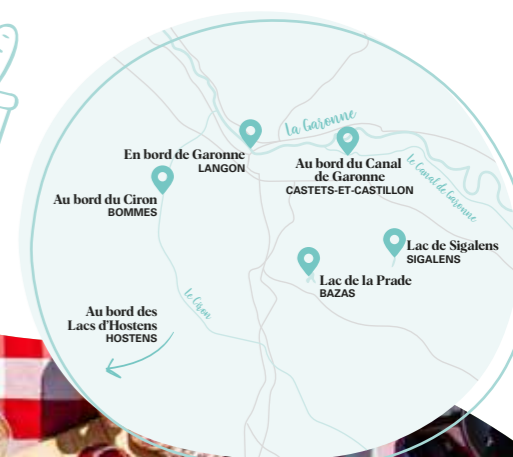 La Garonne
En bord de Garonne
LANGON
Au bord du Canal
de Garonne
CASTETS-ET-CASTILLON
le Canal de Garonne
Au bord du Ciron
BOMMES
Lac de Sigalens
SIGALENS
Lac de la Prade
BAZAS
le Ciron
Au bord des
Lacs d'Hostens
HOSTENS